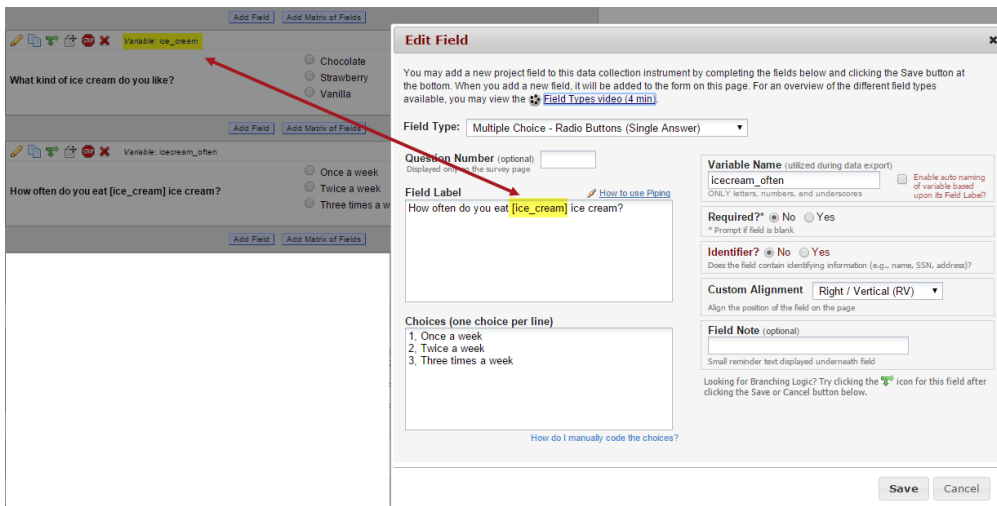 Add Field Add Matrix of Fields
Variable: ice_cream
What kind of ice cream do you like?
Chocolate
Strawberry
Vanilla
Add Field Add Matrix of Fields
Variable: icecream_often
How often do you eat [ice_cream] ice cream?
Once a week
Twice a week
Three times a w
Add Field Add Matrix of Fields
Edit Field
You may add a new project field to this data collection instrument by completing the fields below and clicking the Save button at
the bottom. When you add a new field, it will be added to the form on this page. For an overview of the different field types
available, you may view the Field Types video (4 min).
Field Type: Multiple Choice - Radio Buttons (Single Answer)
Question Number (optional)
Displayed only on the survey page
Field Label How to use Piping
How often do you eat [ice_cream] ice cream?
Choices (one choice per line)
1, Once a week
2, Twice a week
3, Three times a week
How do I manually code the choices?
Variable Name (utilized during data export)
icecream_often
ONLY letters, numbers, and underscores
Enable auto naming
of variable based
upon its Field Label?
Required?* No Yes
* Prompt if field is blank
Identifier? No Yes
Does the field contain identifying information (e.g., name, SSN, address)?
Custom Alignment Right / Vertical (RV)
Align the position of the field on the page
Field Note (optional)
Small reminder text displayed underneath field
Looking for Branching Logic? Try clicking the icon for this field after
clicking the Save or Cancel button below.
Save Cancel